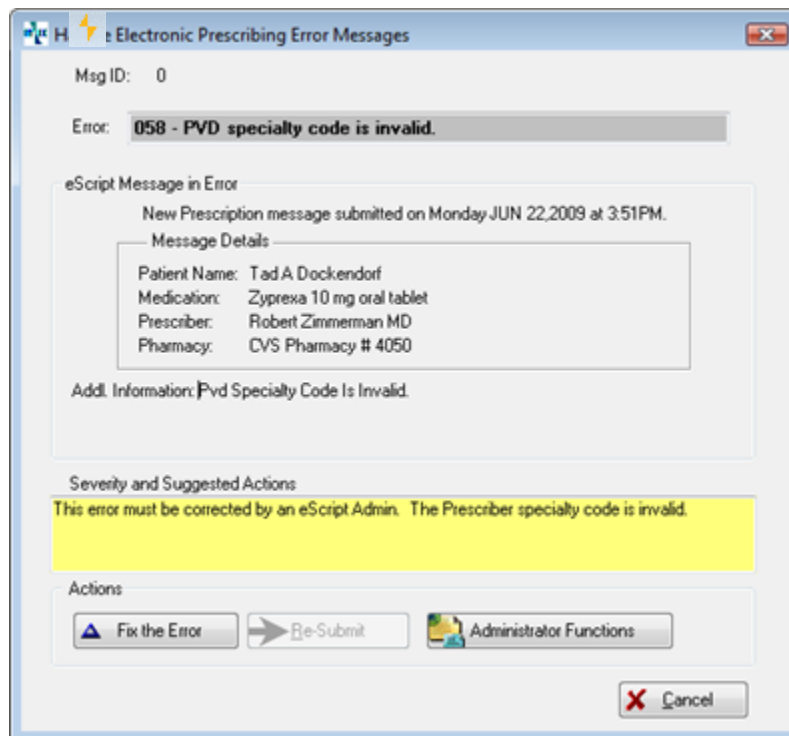 Electronic Prescribing Error Messages
Msg ID: 0
Error: 058 - PVD specialty code is invalid.
eScript Message in Error
New Prescription message submitted on Monday JUN 22,2009 at 3:51PM.
Message Details
Patient Name: Tad A Dockendorf
Medication: Zyprexa 10 mg oral tablet
Prescriber: Robert Zimmerman MD
Pharmacy: CVS Pharmacy # 4050
Addl. Information: Pvd Specialty Code Is Invalid.
Severity and Suggested Actions
This error must be corrected by an eScript Admin. The Prescriber specialty code is invalid.
Actions
Fix the Error Re-Submit Administrator Functions
Cancel